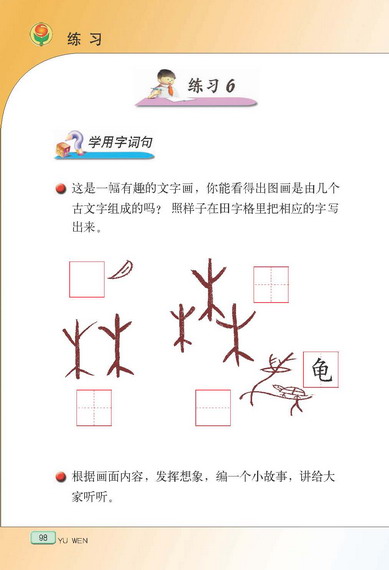 练 习
练习 6
学用字词句
这是一幅有趣的文字画，你能看得出图画是由几个
古文字组成的吗？ 照样子在田字格里把相应的字写
出来。
龟
根据画面内容，发挥想象，编一个小故事，讲给大
家听听。
98 YU WEN